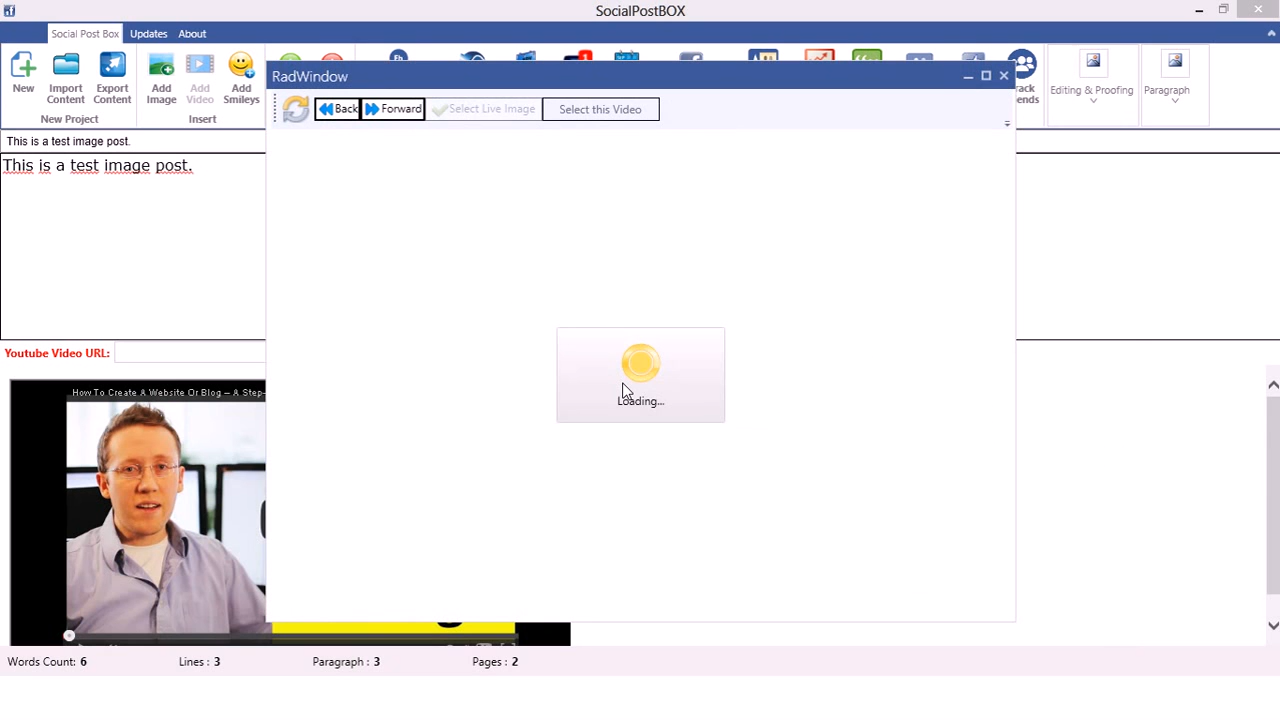 SocialPostBOX
Social Post Box
Updates
About
New
Import Content
Export Content
Add Image
Add Video
Add Smileys
Editing & Proofing
Paragraph
New Project
Insert
RadWindow
Back
Forward
Select Live Image
Select this Video
This is a test image post.
This is a test image post.
Loading...
Youtube Video URL:
How To Create A Website Or Blog – A Step-
Words Count: 6
Lines : 3
Paragraph : 3
Pages : 2